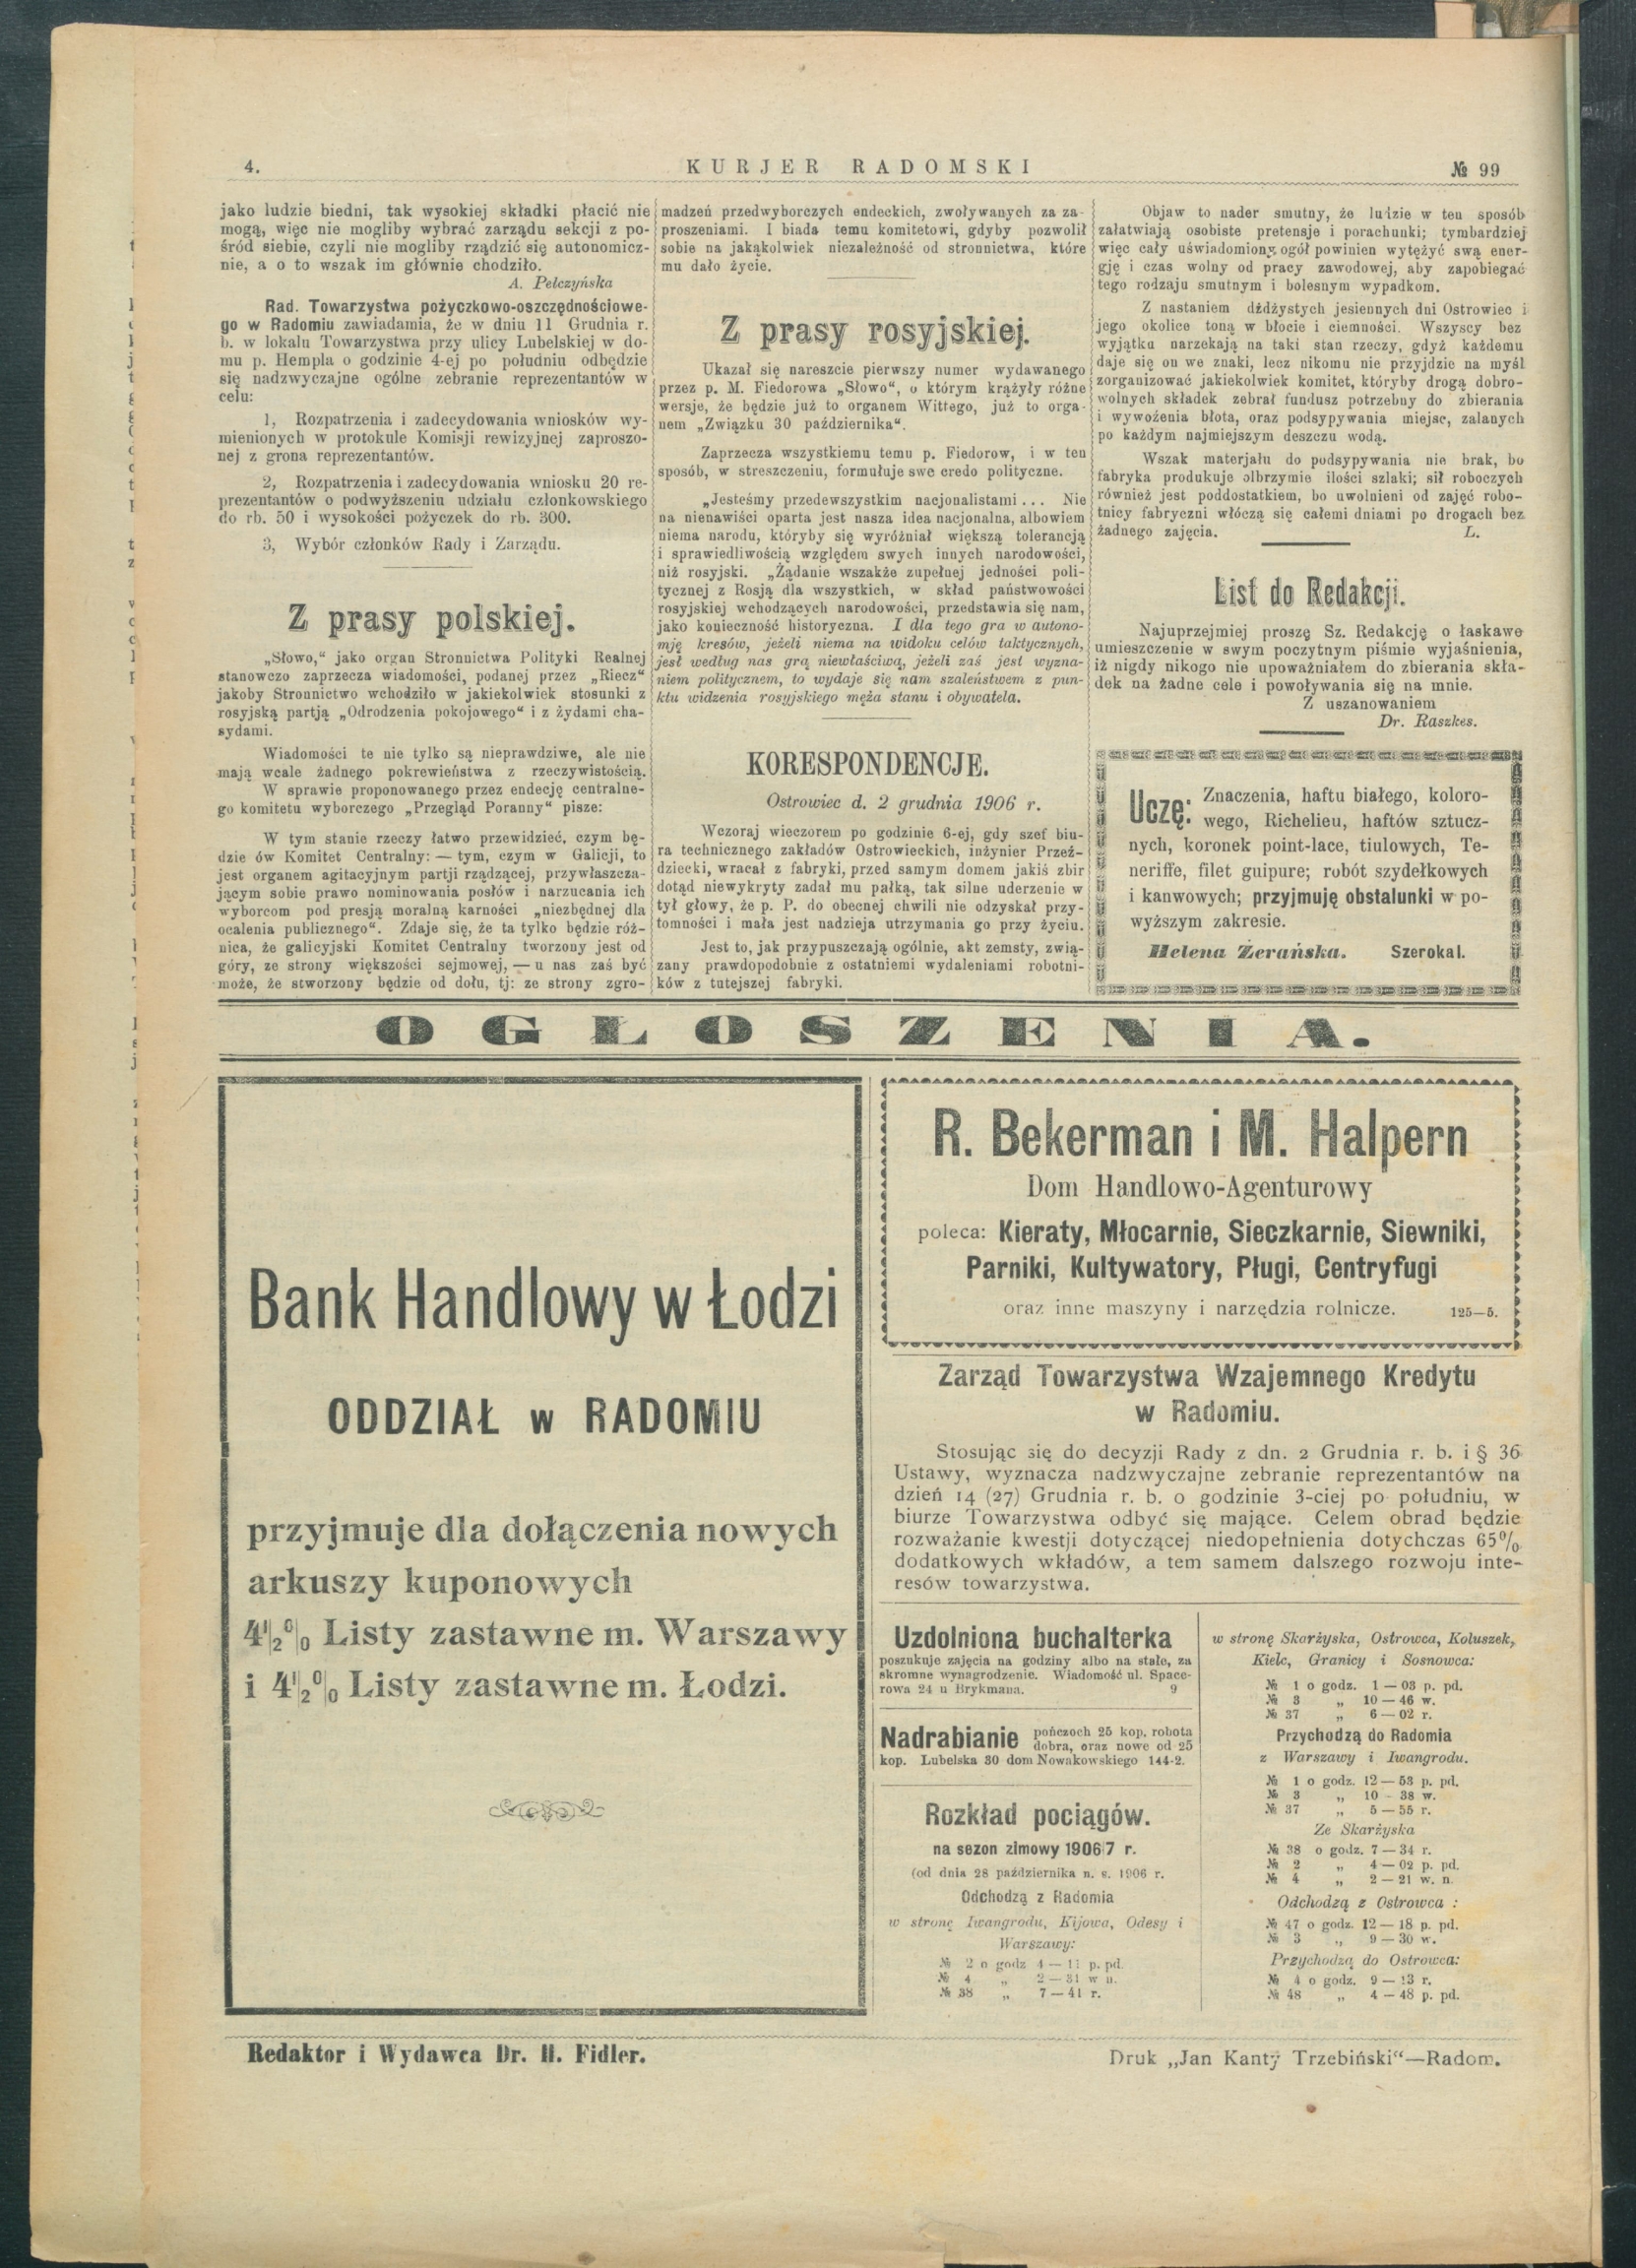 4.
KURJER RADOMSKI
№ 99
jako ludzie biedni, tak wysokiej składki płacić nie
mogą, więc nie mogliby wybrać zarządu sekcji z po-
śród siebie, czyli nie mogliby rządzić się autonomicz-
nie, a o to wszak im głównie chodziło.
A. Pełczyńska
Rad. Towarzystwa pożyczkowo-oszczędnościowe-
go w Radomiu zawiadamia, że w dniu 11 Grudnia r.
b. w lokalu Towarzystwa przy ulicy Lubelskiej w do-
mu p. Hempla o godzinie 4-ej po południu odbędzie
się nadzwyczajne ogólne zebranie reprezentantów w
celu:
1, Rozpatrzenia i zadecydowania wniosków wy-
mienionych w protokule Komisji rewizyjnej zaproszo-
nej z grona reprezentantów.
2, Rozpatrzenia i zadecydowania wniosku 20 re-
prezentantów o podwyższeniu udziału członkowskiego
do rb. 50 i wysokości pożyczek do rb. 300.
3, Wybór członków Rady i Zarządu.
Z prasy polskiej.
„Słowo,“ jako organ Stronnictwa Polityki Realnej
stanowczo zaprzecza wiadomości, podanej przez „Riecz“
jakoby Stronnictwo wchodziło w jakiekolwiek stosunki z
rosyjską partją „Odrodzenia pokojowego“ i z żydami cha-
sydami.
Wiadomości te nie tylko są nieprawdziwe, ale nie
mają wcale żadnego pokrewieństwa z rzeczywistością.
W sprawie proponowanego przez endecję centralne-
go komitetu wyborczego „Przegląd Poranny“ pisze:
W tym stanie rzeczy łatwo przewidzieć, czym bę-
dzie ów Komitet Centralny: — tym, czym w Galicji, to
jest organem agitacyjnym partji rządzącej, przywłaszcza-
jącym sobie prawo nominowania posłów i narzucania ich
wyborcom pod presją moralną karności „niezbędnej dla
ocalenia publicznego“. Zdaje się, że ta tylko będzie róż-
nica, że galicyjski Komitet Centralny tworzony jest od
góry, ze strony większości sejmowej, — u nas zaś być
może, że stworzony będzie od dołu, tj: ze strony zgro-
madzeń przedwyborczych endeckich, zwoływanych za za-
proszeniami. I biada temu komitetowi, gdyby pozwolił
sobie na jakąkolwiek niezależność od stronnictwa, które
mu dało życie.
Z prasy rosyjskiej.
Ukazał się nareszcie pierwszy numer wydawanego
przez p. M. Fiedorowa „Słowo“, o którym krążyły różne
wersje, że będzie już to organem Wittego, już to orga-
nem „Związku 30 października“.
Zaprzecza wszystkiemu temu p. Fiedorow, i w ten
sposób, w streszczeniu, formułuje swe credo polityczne.
„Jesteśmy przedewszystkim nacjonalistami... Nie
na nienawiści oparta jest nasza idea nacjonalna, albowiem
niema narodu, któryby się wyróżniał większą tolerancją
i sprawiedliwością względem swych innych narodowości,
niż rosyjski. „Żądanie wszakże zupełnej jedności poli-
tycznej z Rosją dla wszystkich, w skład państwowości
rosyjskiej wchodzących narodowości, przedstawia się nam,
jako konieczność historyczna. I dla tego gra w autono-
mję kresów, jeżeli niema na widoku celów taktycznych,
jest według nas grą niewłaściwą, jeżeli zaś jest wyzna-
niem politycznem, to wydaje się nam szaleństwem z pun-
ktu widzenia rosyjskiego męża stanu i obywatela.
KORESPONDENCJE.
Ostrowiec d. 2 grudnia 1906 r.
Wczoraj wieczorem po godzinie 6-ej, gdy szef biu-
ra technicznego zakładów Ostrowieckich, inżynier Przeź-
dziecki, wracał z fabryki, przed samym domem jakiś zbir
dotąd niewykryty zadał mu pałką, tak silne uderzenie w
tył głowy, że p. P. do obecnej chwili nie odzyskał przy-
tomności i mała jest nadzieja utrzymania go przy życiu.
Jest to, jak przypuszczają ogólnie, akt zemsty, zwią-
zany prawdopodobnie z ostatniemi wydaleniami robotni-
ków z tutejszej fabryki.
Objaw to nader smutny, że ludzie w ten sposób
załatwiają osobiste pretensje i porachunki; tymbardziej
więc cały uświadomiony ogół powinien wytężyć swą ener-
gję i czas wolny od pracy zawodowej, aby zapobiegać
tego rodzaju smutnym i bolesnym wypadkom.
Z nastaniem dżdżystych jesiennych dni Ostrowiec i
jego okolice toną w błocie i ciemności. Wszyscy bez
wyjątku narzekają na taki stan rzeczy, gdyż każdemu
daje się on we znaki, lecz nikomu nie przyjdzie na myśl
zorganizować jakiekolwiek komitet, któryby drogą dobro-
wolnych składek zebrał fundusz potrzebny do zbierania
i wywożenia błota, oraz podsypywania miejsc, zalanych
po każdym najmiejszym deszczu wodą.
Wszak materjału do podsypywania nie brak, bo
fabryka produkuje olbrzymie ilości szlaki; sił roboczych
również jest poddostatkiem, bo uwolnieni od zajęć robo-
tnicy fabryczni włóczą się całemi dniami po drogach bez
żadnego zajęcia.
L.
List do Redakcji.
Najuprzejmiej proszę Sz. Redakcję o łaskawe
umieszczenie w swym poczytnym piśmie wyjaśnienia,
iż nigdy nikogo nie upoważniałem do zbierania skła-
dek na żadne cele i powoływania się na mnie.
Z uszanowaniem
Dr. Raszkes.
Uczę: Znaczenia, haftu białego, koloro-
wego, Richelieu, haftów sztucz-
nych, koronek point-lace, tiulowych, Te-
neriffe, filet guipure; robót szydełkowych
i kanwowych; przyjmuję obstalunki w po-
wyższym zakresie.
Helena Żerańska. Szeroka l.
OGŁOSZENIA.
Bank Handlowy w Łodzi
ODDZIAŁ w RADOMIU
przyjmuje dla dołączenia nowych
arkuszy kuponowych
4½% Listy zastawne m. Warszawy
i 4½% Listy zastawne m. Łodzi.
R. Bekerman i M. Halpern
Dom Handlowo-Agenturowy
poleca: Kieraty, Młocarnie, Sieczkarnie, Siewniki,
Parniki, Kultywatory, Pługi, Centryfugi
oraz inne maszyny i narzędzia rolnicze. 125—5.
Zarząd Towarzystwa Wzajemnego Kredytu
w Radomiu.
Stosując się do decyzji Rady z dn. 2 Grudnia r. b. i § 36
Ustawy, wyznacza nadzwyczajne zebranie reprezentantów na
dzień 14 (27) Grudnia r. b. o godzinie 3-ciej po południu, w
biurze Towarzystwa odbyć się mające. Celem obrad będzie
rozważanie kwestji dotyczącej niedopełnienia dotychczas 65%
dodatkowych wkładów, a tem samem dalszego rozwoju inte-
resów towarzystwa.
Uzdolniona buchalterka
poszukuje zajęcia na godziny albo na stałe, za
skromne wynagrodzenie. Wiadomość ul. Space-
rowa 24 u Brykmana. 9
Nadrabianie pończoch 25 kop. robota
dobra, oraz nowe od 25
kop. Lubelska 30 dom Nowakowskiego 144-2.
Rozkład pociągów.
na sezon zimowy 1906|7 r.
(od dnia 28 października n. s. 1906 r.
Odchodzą z Radomia
w stronę Iwangrodu, Kijowa, Odesy i
Warszawy:
№ 2 o godz 4—11 p. pd.
№ 4 „ 2—31 w n.
№ 38 „ 7—41 r.
w stronę Skarżyska, Ostrowca, Koluszek,
Kielc, Granicy i Sosnowca:
№ 1 o godz. 1—03 p. pd.
№ 3 „ 10—46 w.
№ 37 „ 6—02 r.
Przychodzą do Radomia
z Warszawy i Iwangrodu.
№ 1 o godz. 12—53 p. pd.
№ 3 „ 10-38 w.
№ 37 „ 5—55 r.
Ze Skarżyska
№ 38 o godz. 7—34 r.
№ 2 „ 4—02 p. pd.
№ 4 „ 2—21 w. n.
Odchodzą z Ostrowca :
№ 47 o godz. 12—18 p. pd.
№ 3 „ 9—30 w.
Przychodzą do Ostrowca:
№ 4 o godz. 9—13 r.
№ 48 „ 4—48 p. pd.
Redaktor i Wydawca Dr. H. Fidler.
Druk „Jan Kanty Trzebiński“—Radom.